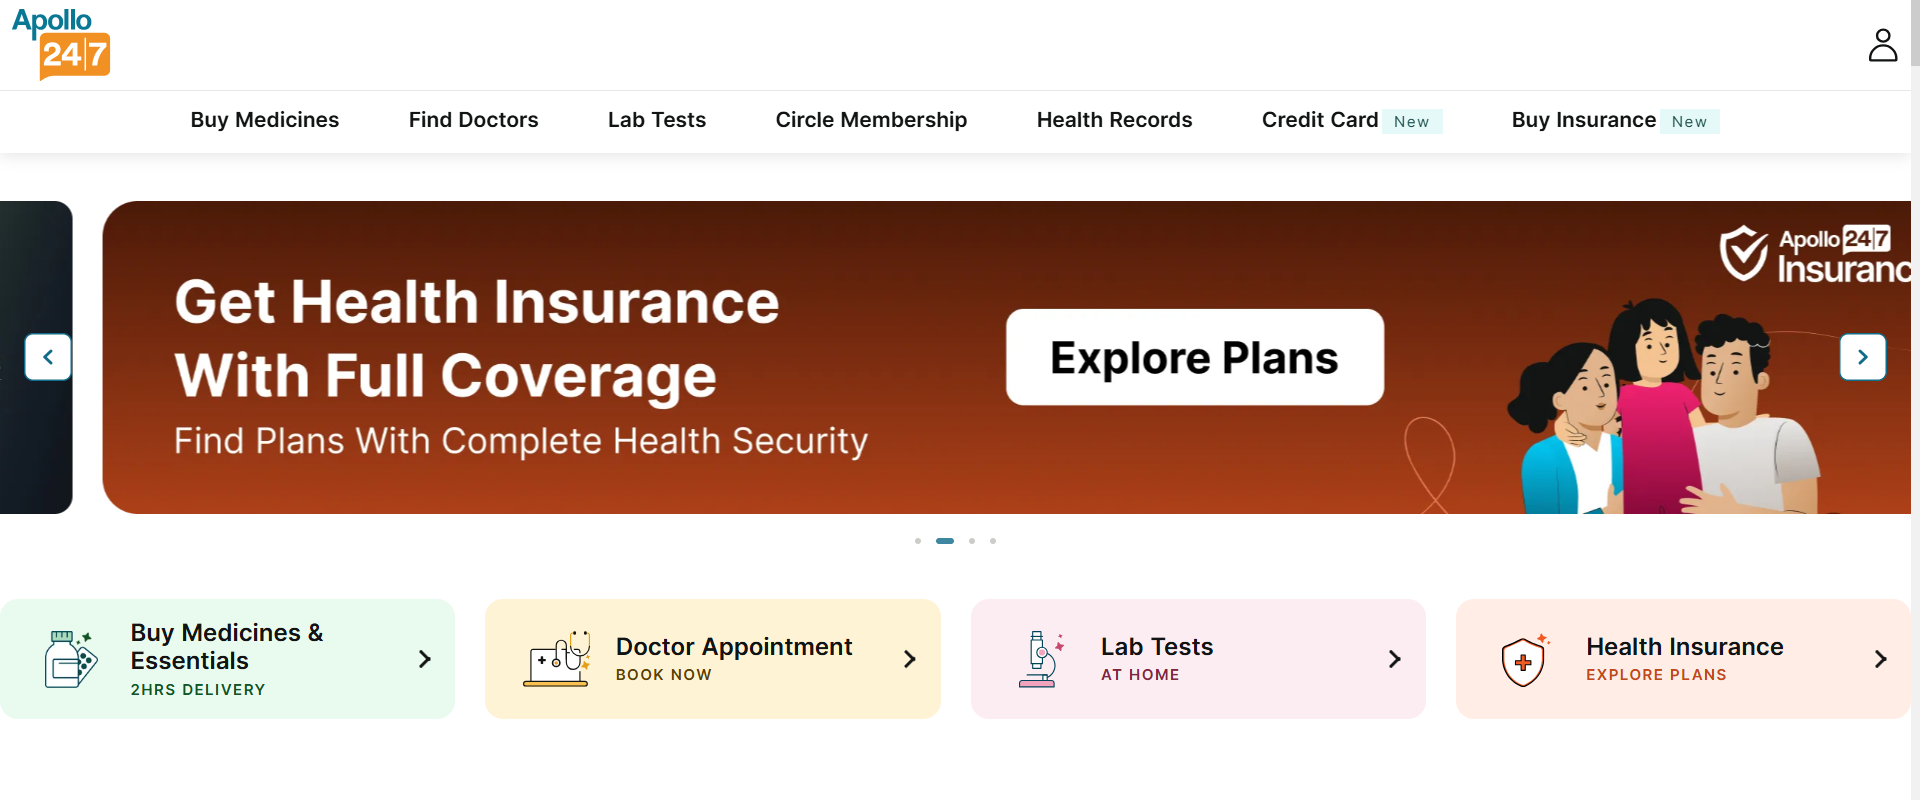 Apollo
24|7
Buy Medicines
Find Doctors
Lab Tests
Circle Membership
Health Records
Credit Card New
Buy Insurance New
Get Health Insurance
With Full Coverage
Find Plans With Complete Health Security
Explore Plans
Apollo 24|7
Insuranc
Buy Medicines &
Essentials
2HRS DELIVERY
Doctor Appointment
BOOK NOW
Lab Tests
AT HOME
Health Insurance
EXPLORE PLANS